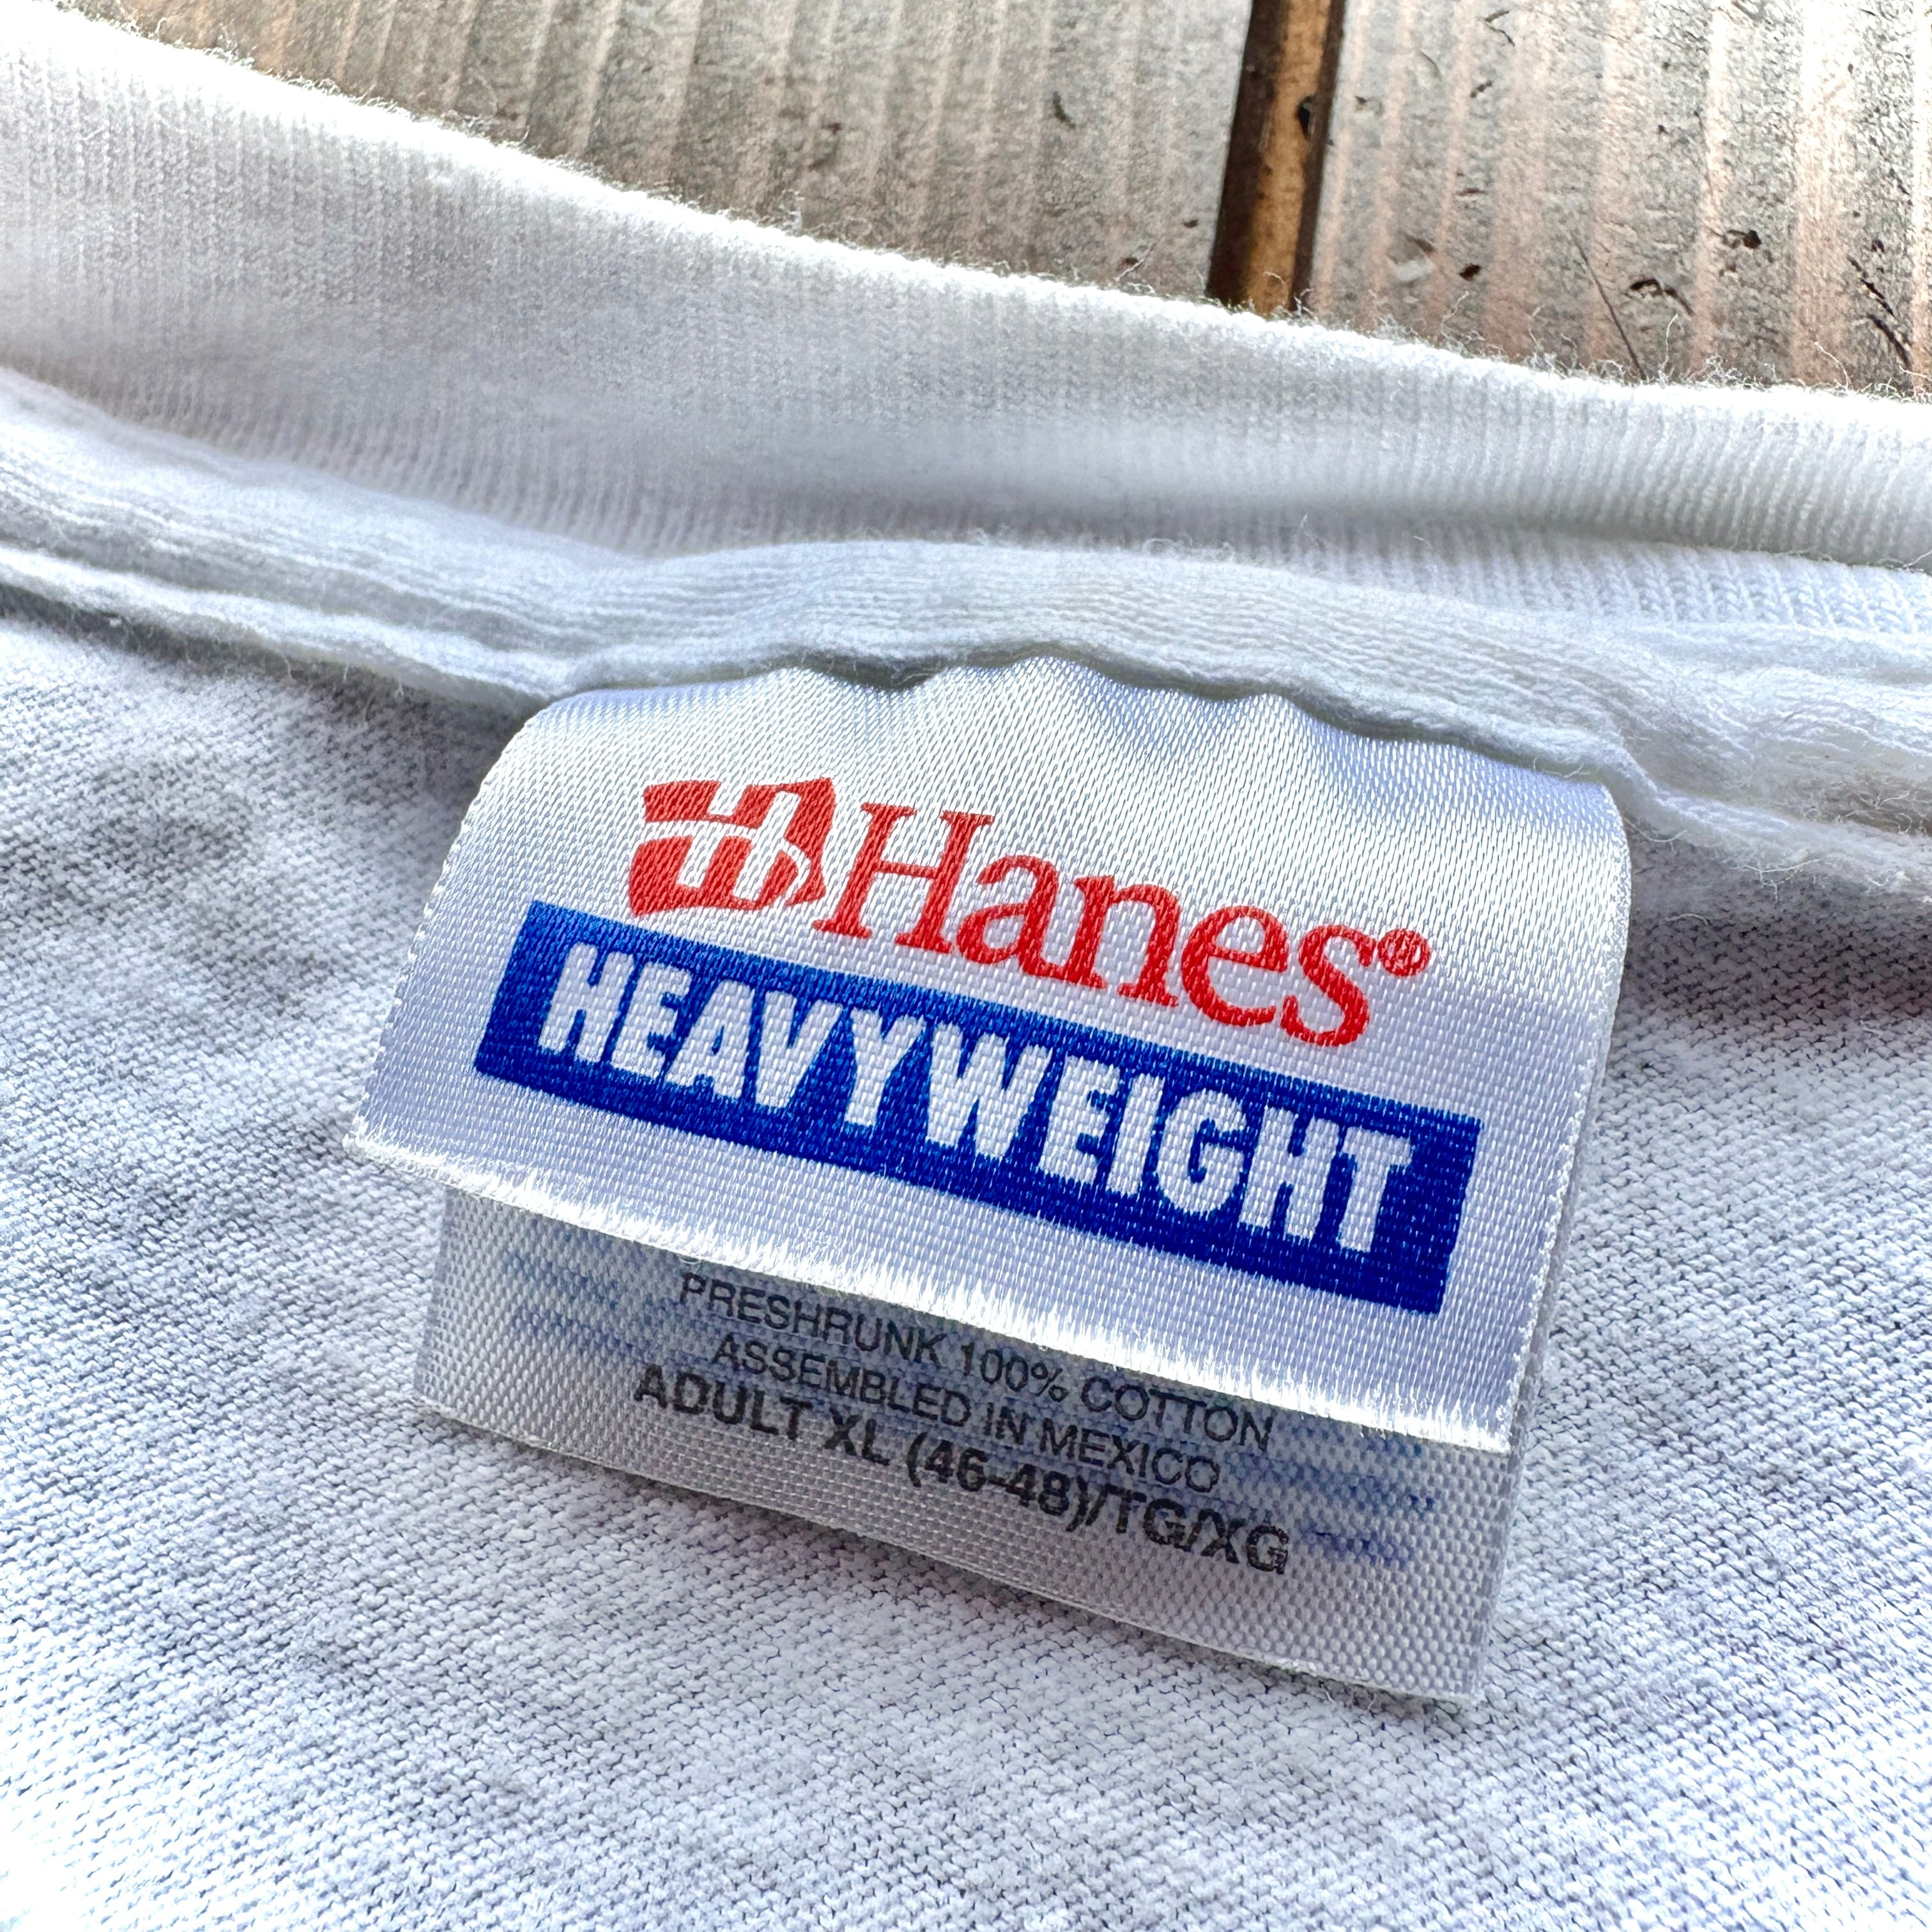 H Hanes®
HEAVYWEIGHT
PRESHRUNK 100% COTTON
ASSEMBLED IN MEXICO
ADULT XL (46-48)/TG/XG